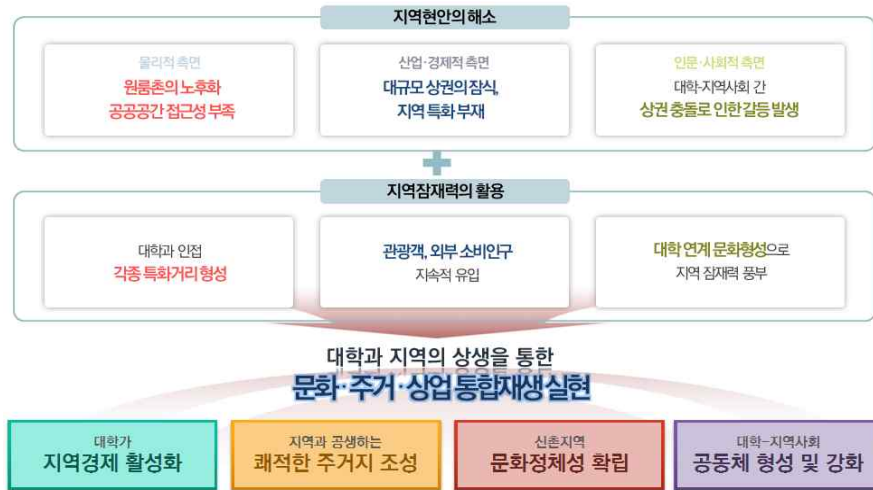 지역현안의 해소
물리적 측면
원룸촌의 노후화
공공공간 접근성 부족
산업·경제적 측면
대규모 상권의 잠식,
지역 특화 부재
인문·사회적 측면
대학-지역사회 간
상권 충돌로 인한 갈등 발생
지역잠재력의 활용
대학과 인접
각종 특화거리 형성
관광객, 외부 소비인구
지속적 유입
대학 연계 문화형성으로
지역 잠재력 풍부
대학과 지역의 상생을 통한
문화·주거·상업 통합재생 실현
대학가
지역경제 활성화
지역과 공생하는
쾌적한 주거지 조성
신촌지역
문화정체성 확립
대학-지역사회
공동체 형성 및 강화